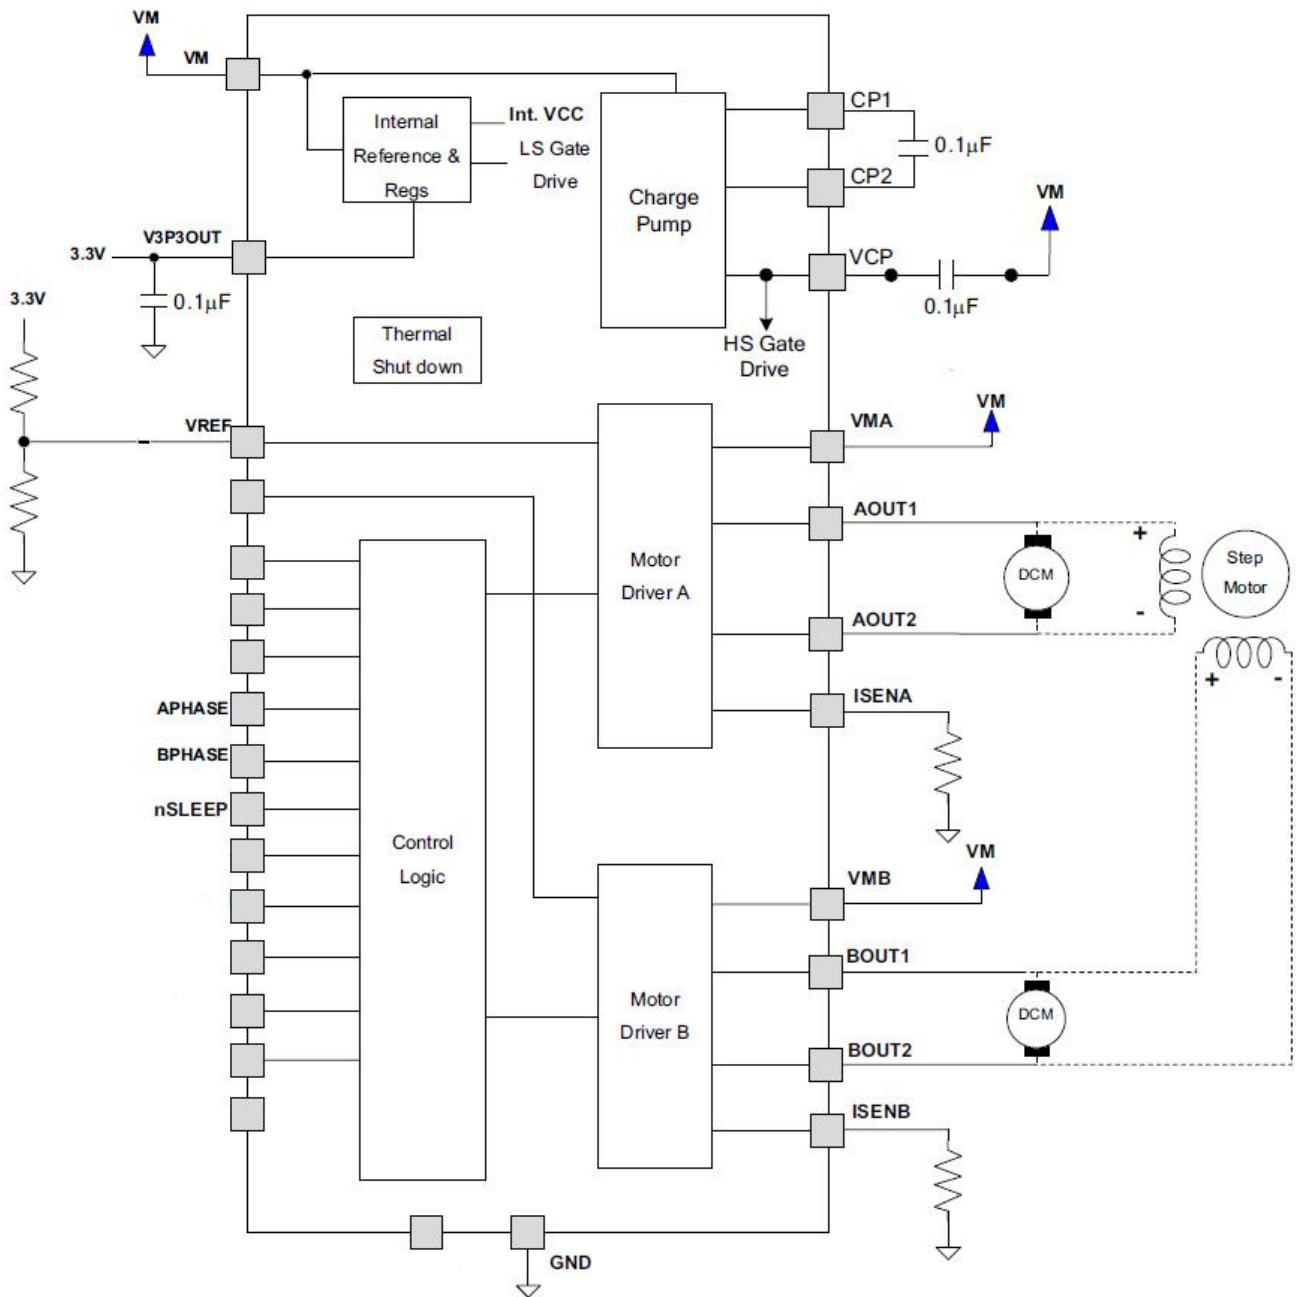 VM
VM
CP1
Internal
Reference &
Regs
Int. VCC
LS Gate
Drive
0.1µF
CP2
Charge
Pump
VM
V3P3OUT
3.3V
VCP
3.3V
0.1µF
0.1µF
Thermal
Shut down
HS Gate
Drive
VM
VREF
VMA
AOUT1
+
Motor
Driver A
DCM
Step
Motor
-
AOUT2
+
-
ISENA
APHASE
BPHASE
nSLEEP
Control
Logic
VM
VMB
BOUT1
Motor
Driver B
DCM
BOUT2
ISENB
GND